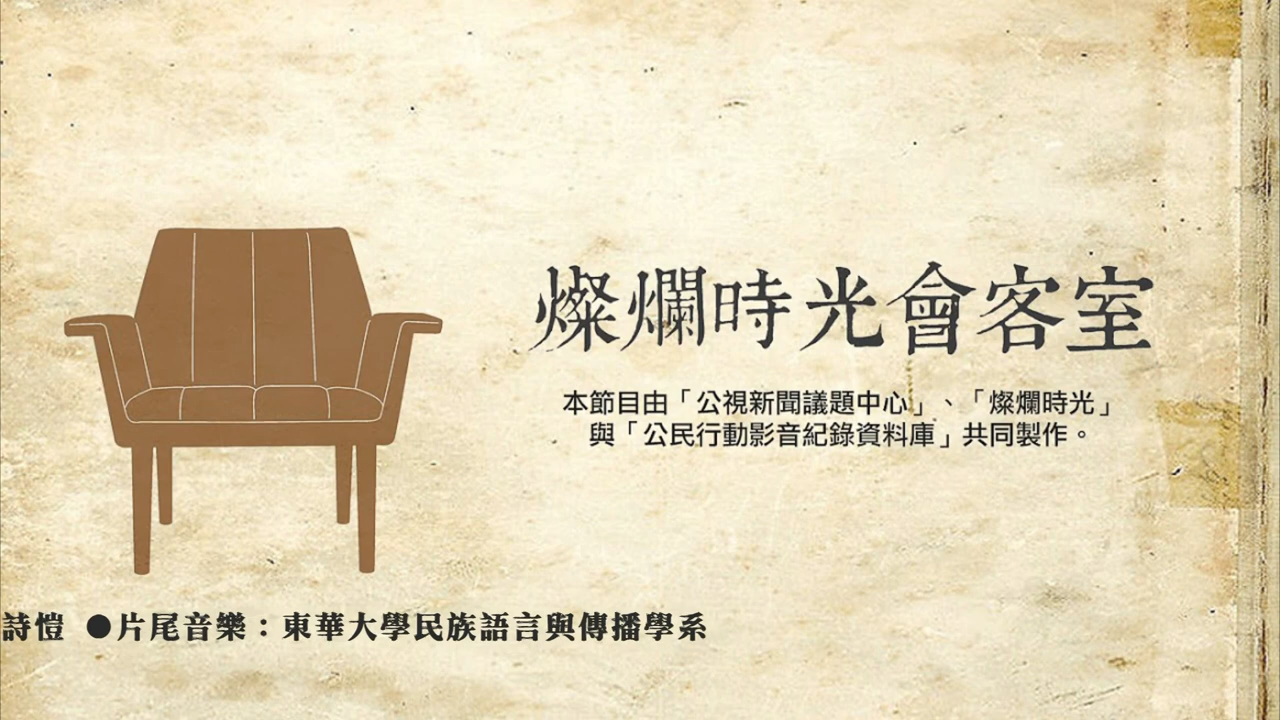 燦爛時光會客室
本節目由「公視新聞議題中心」、「燦爛時光」
與「公民行動影音紀錄資料庫」共同製作。
詩愷 ●片尾音樂：東華大學民族語言與傳播學系